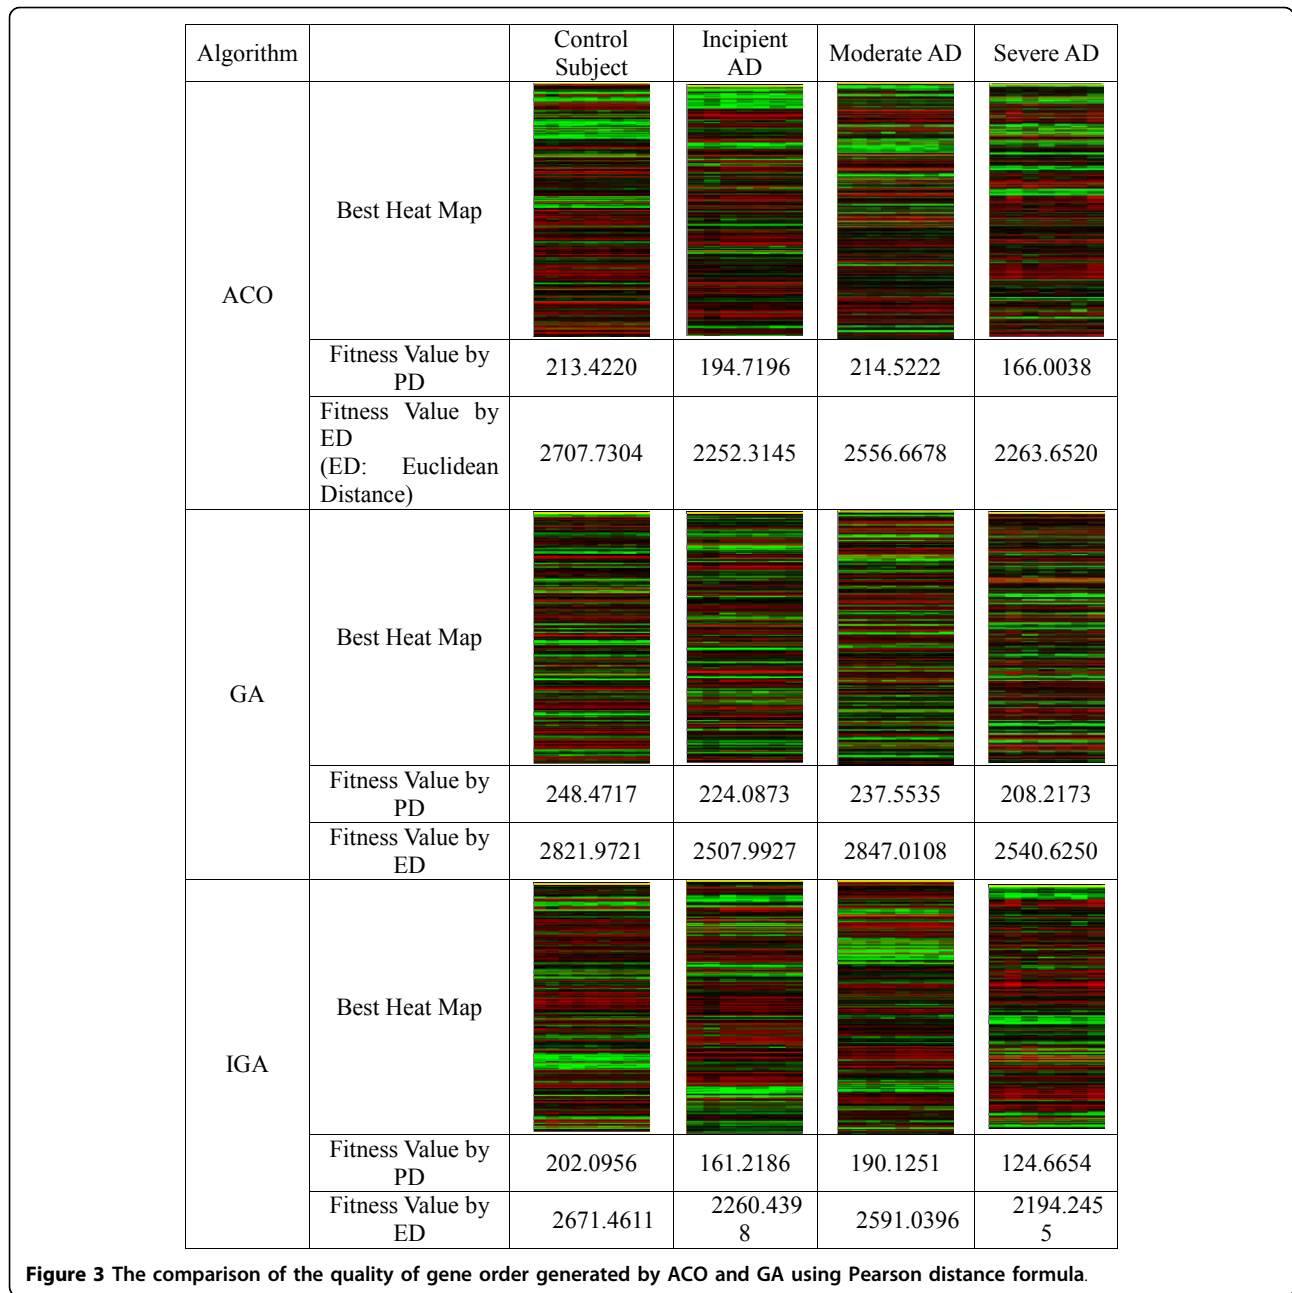 Algorithm
Control
Subject
Incipient
AD
Moderate AD
Severe AD
ACO
Best Heat Map
Fitness Value by
PD
213.4220
194.7196
214.5222
166.0038
Fitness Value by
ED
(ED: Euclidean
Distance)
2707.7304
2252.3145
2556.6678
2263.6520
GA
Best Heat Map
Fitness Value by
PD
248.4717
224.0873
237.5535
208.2173
Fitness Value by
ED
2821.9721
2507.9927
2847.0108
2540.6250
IGA
Best Heat Map
Fitness Value by
PD
202.0956
161.2186
190.1251
124.6654
Fitness Value by
ED
2671.4611
2260.439
8
2591.0396
2194.245
5
Figure 3 The comparison of the quality of gene order generated by ACO and GA using Pearson distance formula.